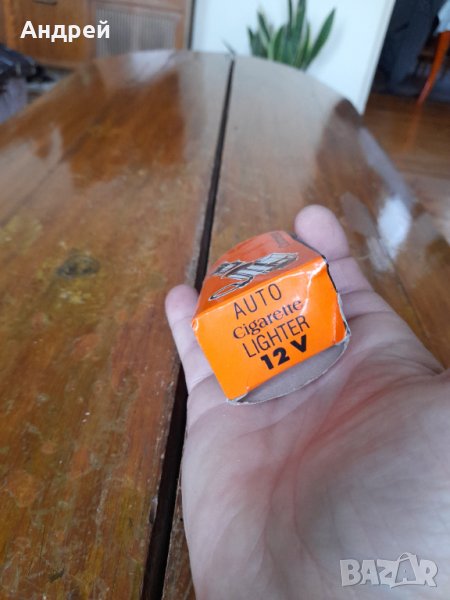 Андрей
AUTO
Cigarette
LIGHTER
12 V
BAZAR